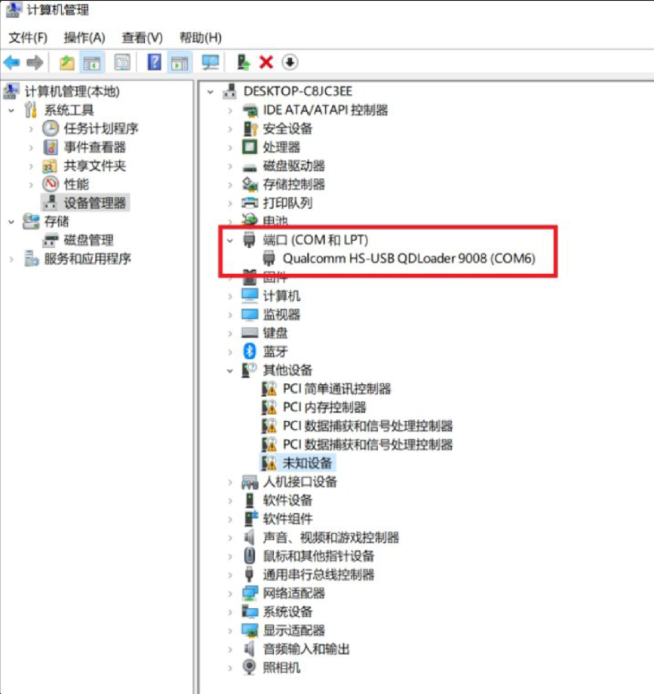 计算机管理
文件(F) 操作(A) 查看(V) 帮助(H)
计算机管理(本地)
系统工具
任务计划程序
事件查看器
共享文件夹
性能
设备管理器
存储
磁盘管理
服务和应用程序
DESKTOP-C8JC3EE
IDE ATA/ATAPI 控制器
安全设备
处理器
磁盘驱动器
存储控制器
打印队列
电池
端口 (COM 和 LPT)
Qualcomm HS-USB QDLoader 9008 (COM6)
固件
计算机
监视器
键盘
蓝牙
其他设备
PCI 简单通讯控制器
PCI 内存控制器
PCI 数据捕获和信号处理控制器
PCI 数据捕获和信号处理控制器
未知设备
人机接口设备
软件设备
软件组件
声音、视频和游戏控制器
鼠标和其他指针设备
通用串行总线控制器
网络适配器
系统设备
显示适配器
音频输入和输出
照相机